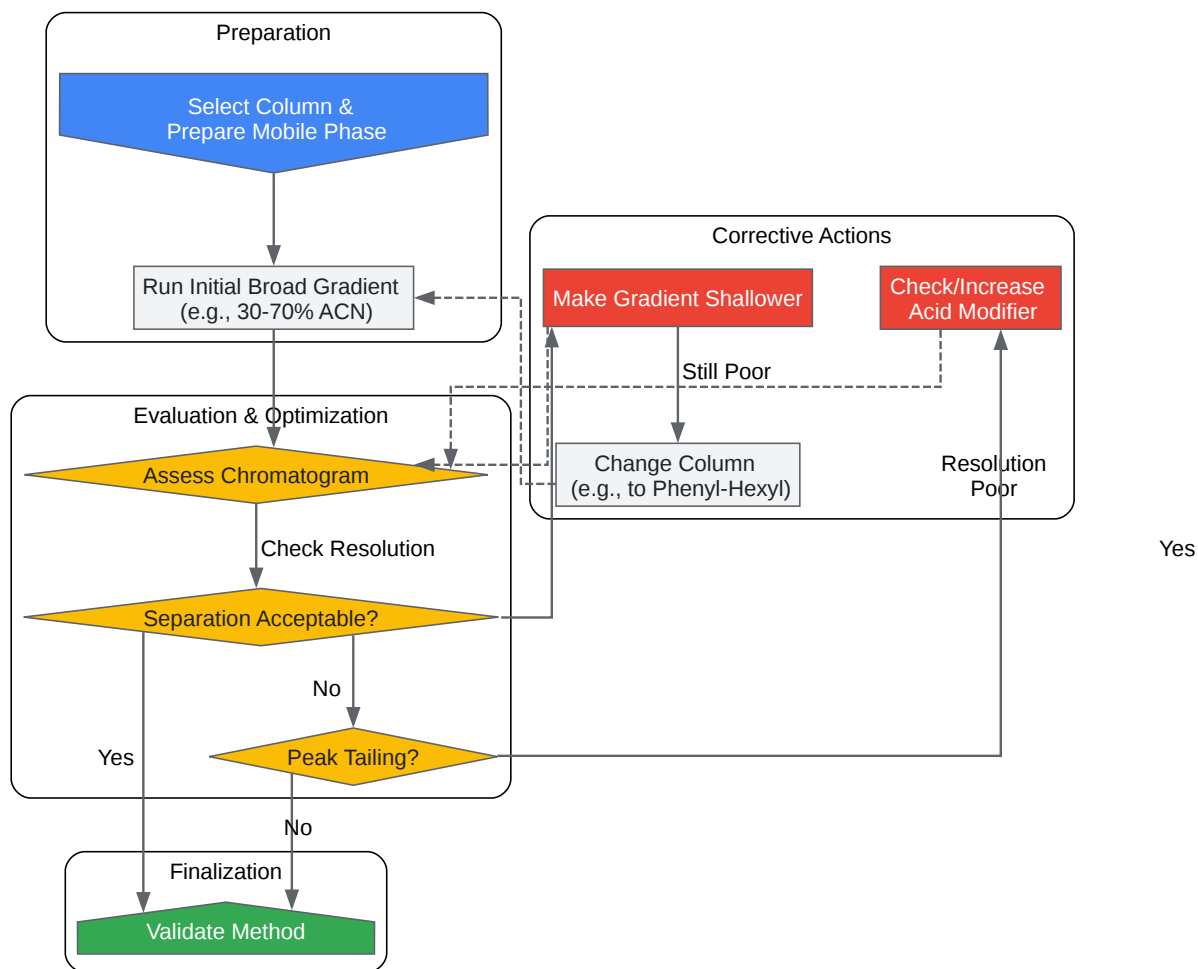 Preparation
Select Column &
Prepare Mobile Phase
Run Initial Broad Gradient
(e.g., 30-70% ACN)
Corrective Actions
Make Gradient Shallower
Check/Increase
Acid Modifier
Still Poor
Change Column
(e.g., to Phenyl-Hexyl)
Resolution
Poor
Yes
Evaluation & Optimization
Assess Chromatogram
Check Resolution
Separation Acceptable?
No
Yes
Peak Tailing?
No
Finalization
Validate Method